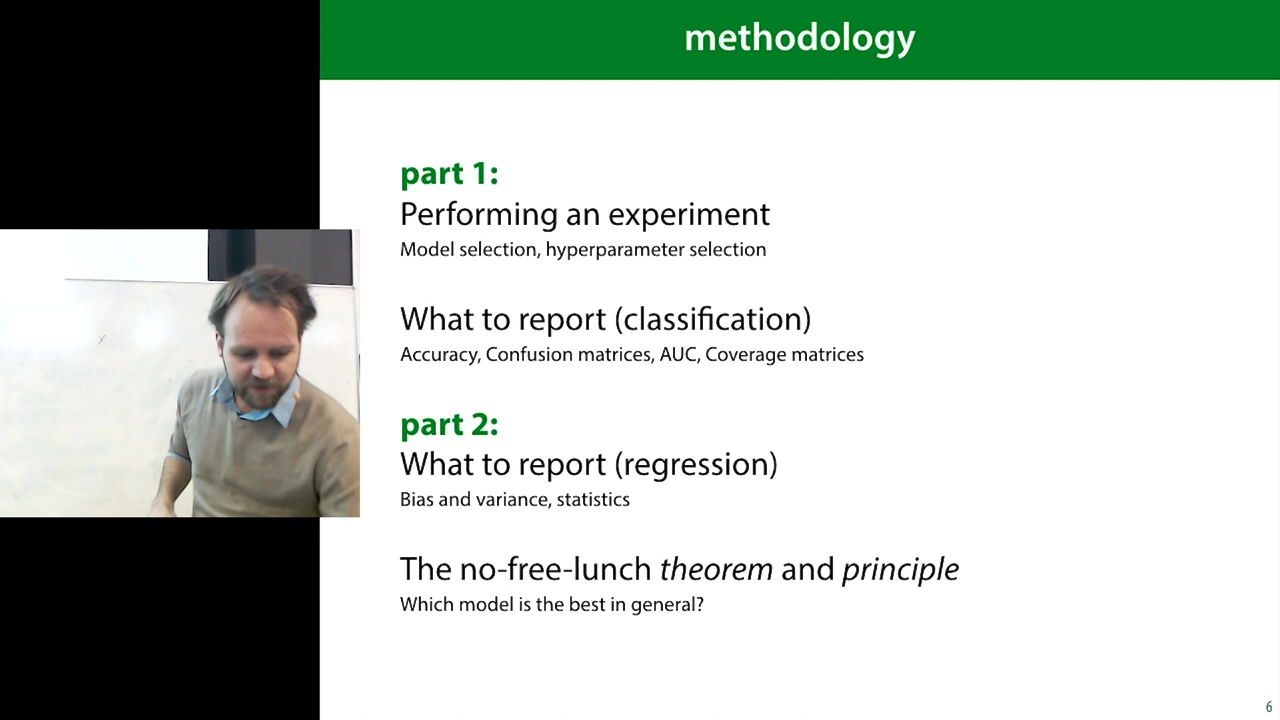 methodology
part 1:
Performing an experiment
Model selection, hyperparameter selection
What to report (classification)
Accuracy, Confusion matrices, AUC, Coverage matrices
part 2:
What to report (regression)
Bias and variance, statistics
The no-free-lunch theorem and principle
Which model is the best in general?
6